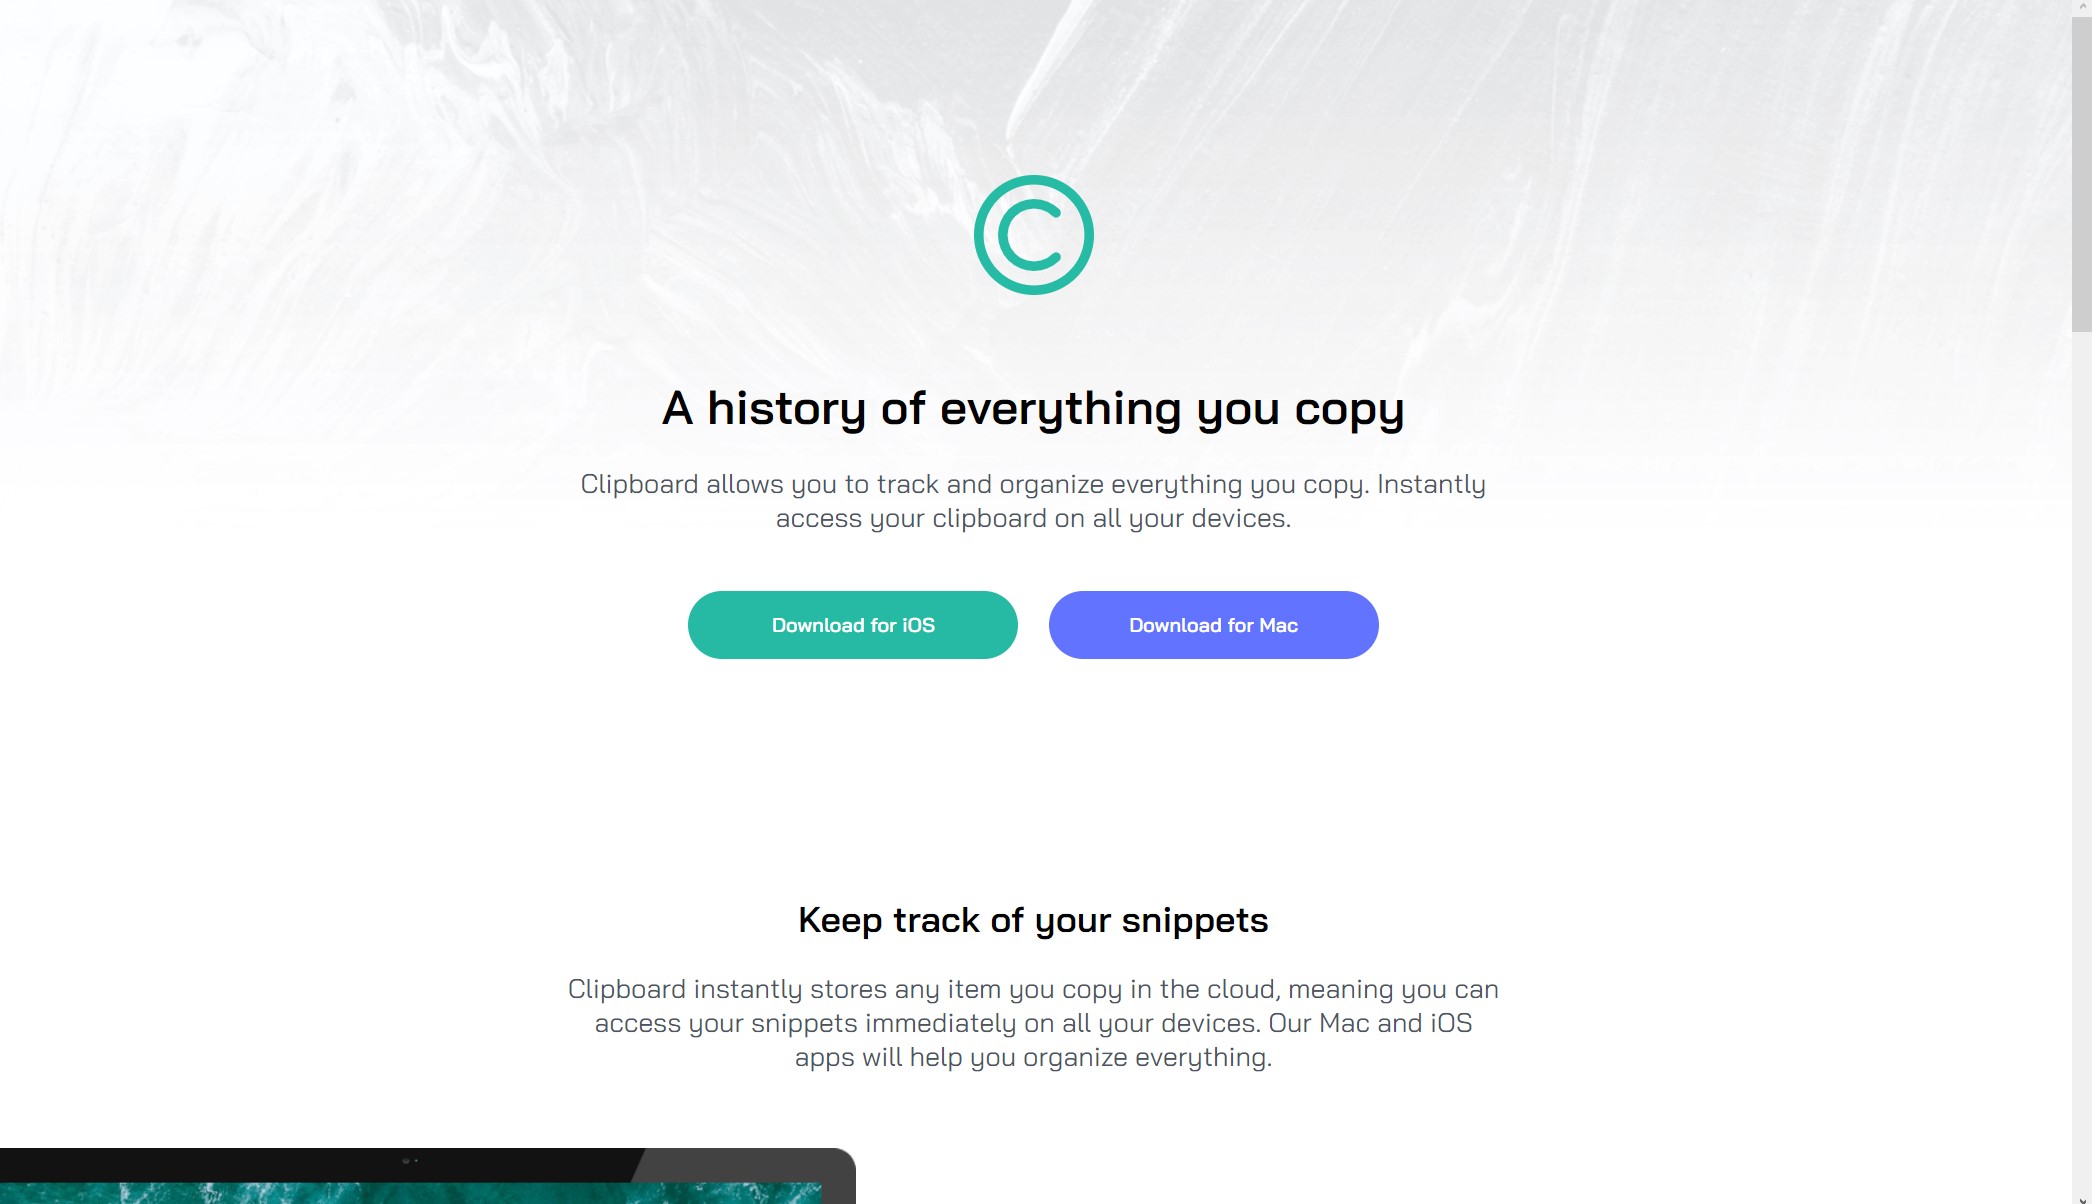 A history of everything you copy
Clipboard allows you to track and organize everything you copy. Instantly
access your clipboard on all your devices.
Download for iOS
Download for Mac
Keep track of your snippets
Clipboard instantly stores any item you copy in the cloud, meaning you can
access your snippets immediately on all your devices. Our Mac and iOS
apps will help you organize everything.